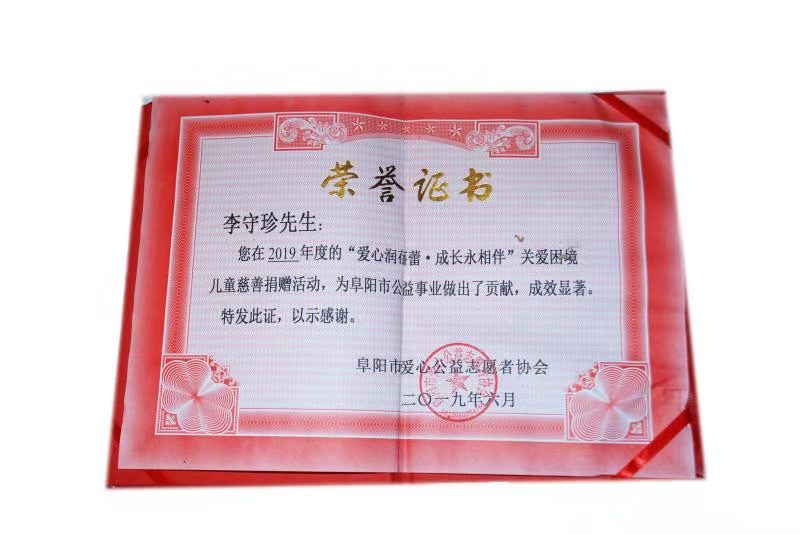 荣誉证书
李守珍先生：
您在2019年度的“爱心润蓓蕾·成长永相伴”关爱困境
儿童慈善捐赠活动，为阜阳市公益事业做出了贡献，成效显著。
特发此证，以示感谢。
阜阳市爱心公益志愿者协会
二〇一九年六月